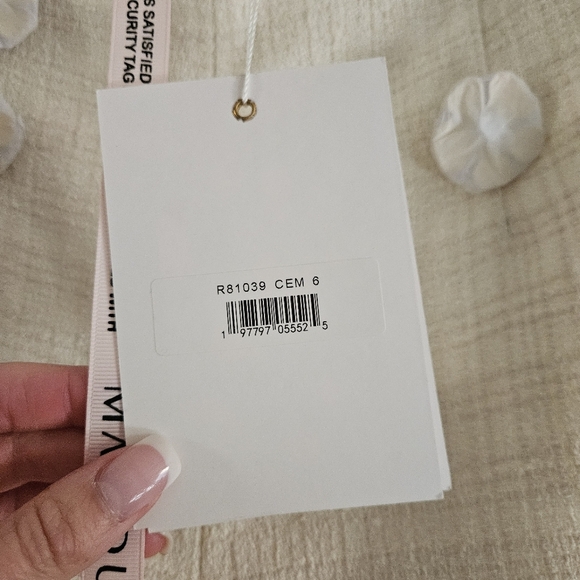 S SATISFIED
CURITY TAG
R81039 CEM 6
1 97797 05552 5